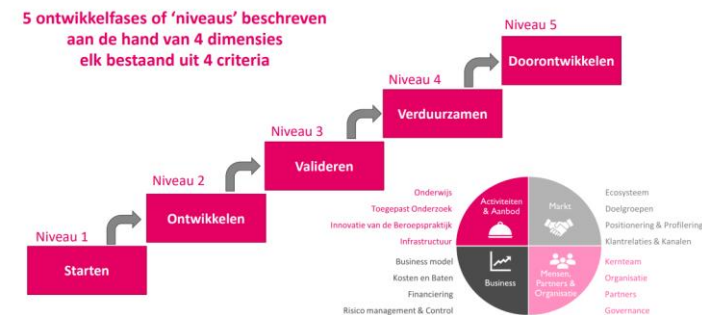 5 ontwikkelfases of ‘niveaus’ beschreven
aan de hand van 4 dimensies
elk bestaand uit 4 criteria
Niveau 5
Doorontwikkelen
Niveau 4
Verduurzamen
Niveau 3
Valideren
Niveau 2
Ontwikkelen
Niveau 1
Starten
Onderwijs
Toegepast Onderzoek
Innovatie van de Beroepspraktijk
Infrastructuur
Activiteiten
& Aanbod
Markt
Ecosysteem
Doelgroepen
Positionering & Profilering
Klantrelaties & Kanalen
Business model
Kosten en Baten
Financiering
Risico management & Control
Business
Mensen,
Partners &
Organisatie
Kernteam
Organisatie
Partners
Governance